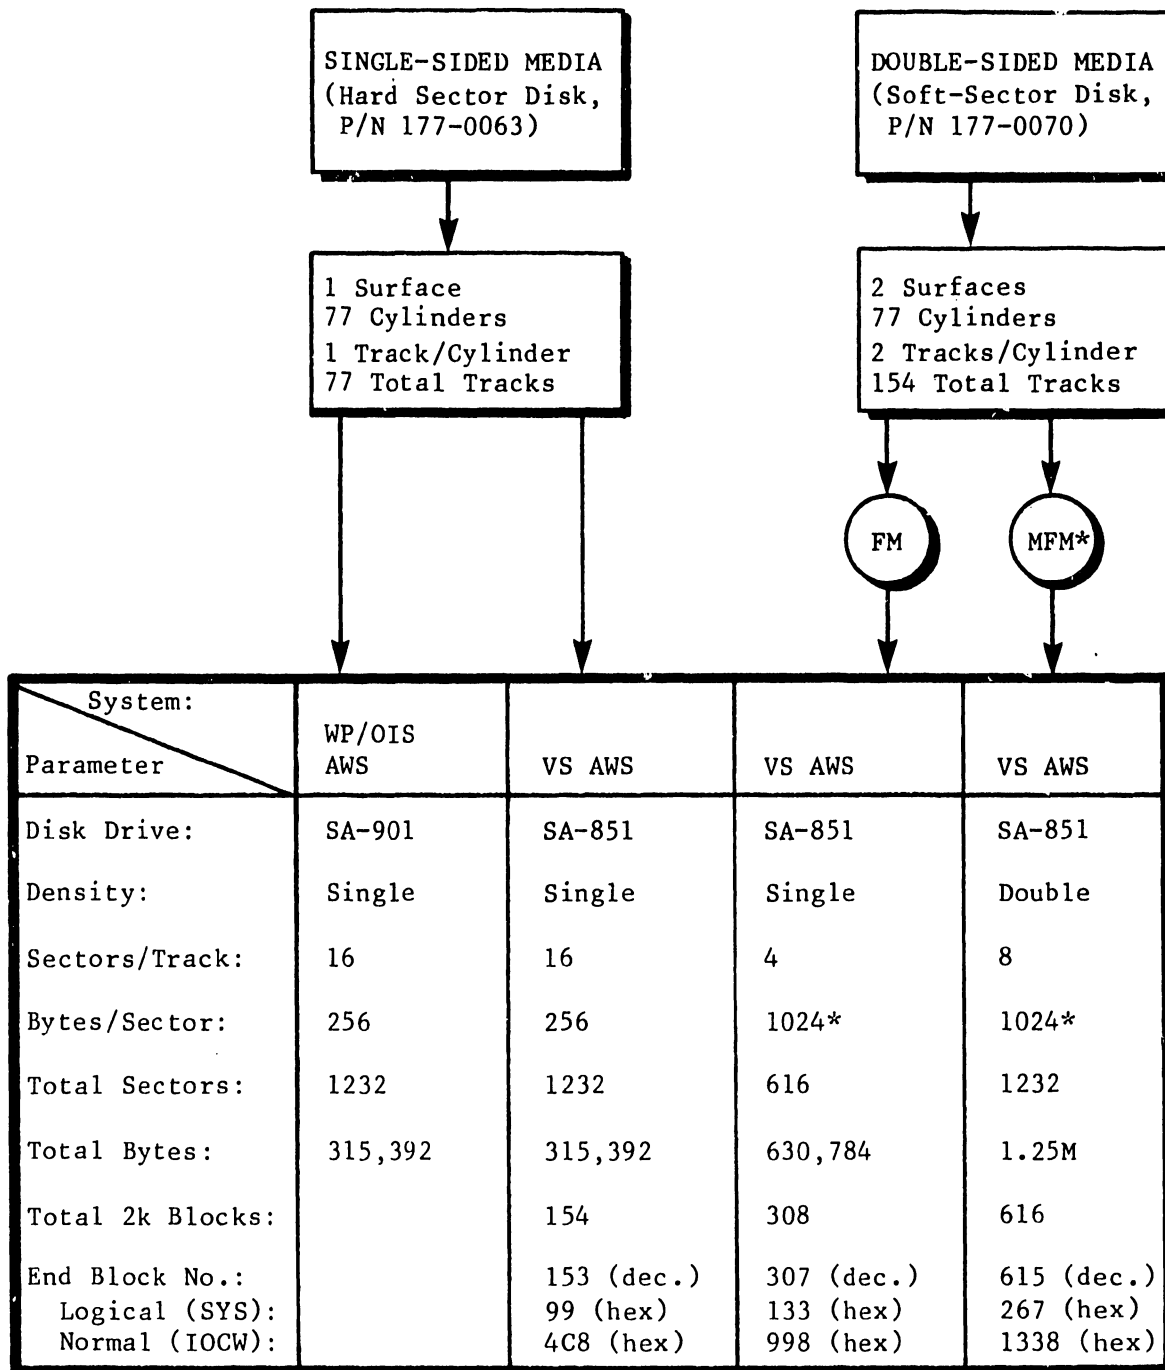 SINGLE-SIDED MEDIA
(Hard Sector Disk,
P/N 177-0063)
DOUBLE-SIDED MEDIA
(Soft-Sector Disk,
P/N 177-0070)
1 Surface
77 Cylinders
1 Track/Cylinder
77 Total Tracks
2 Surfaces
77 Cylinders
2 Tracks/Cylinder
154 Total Tracks
FM
MFM*
System:
Parameter
WP/OIS
AWS
VS AWS
VS AWS
VS AWS
Disk Drive: SA-901 SA-851 SA-851 SA-851
Density: Single Single Single Double
Sectors/Track: 16 16 4 8
Bytes/Sector: 256 256 1024* 1024*
Total Sectors: 1232 1232 616 1232
Total Bytes: 315,392 315,392 630,784 1.25M
Total 2k Blocks: 154 308 616
End Block No.: 153 (dec.) 307 (dec.) 615 (dec.)
Logical (SYS): 99 (hex) 133 (hex) 267 (hex)
Normal (IOCW): 4C8 (hex) 998 (hex) 1338 (hex)